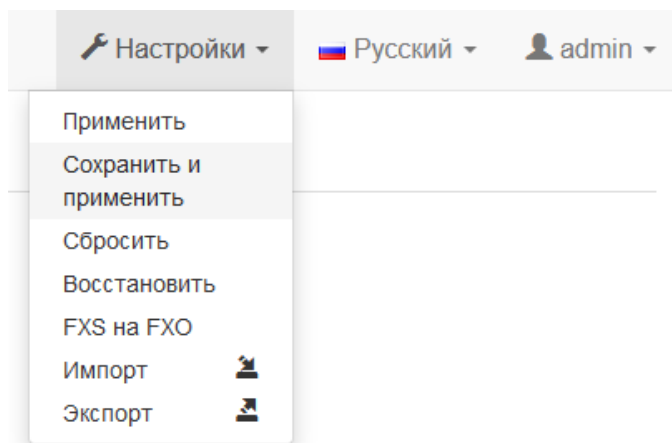 Настройки Русский admin
Применить
Сохранить и
применить
Сбросить
Восстановить
FXS на FXO
Импорт
Экспорт